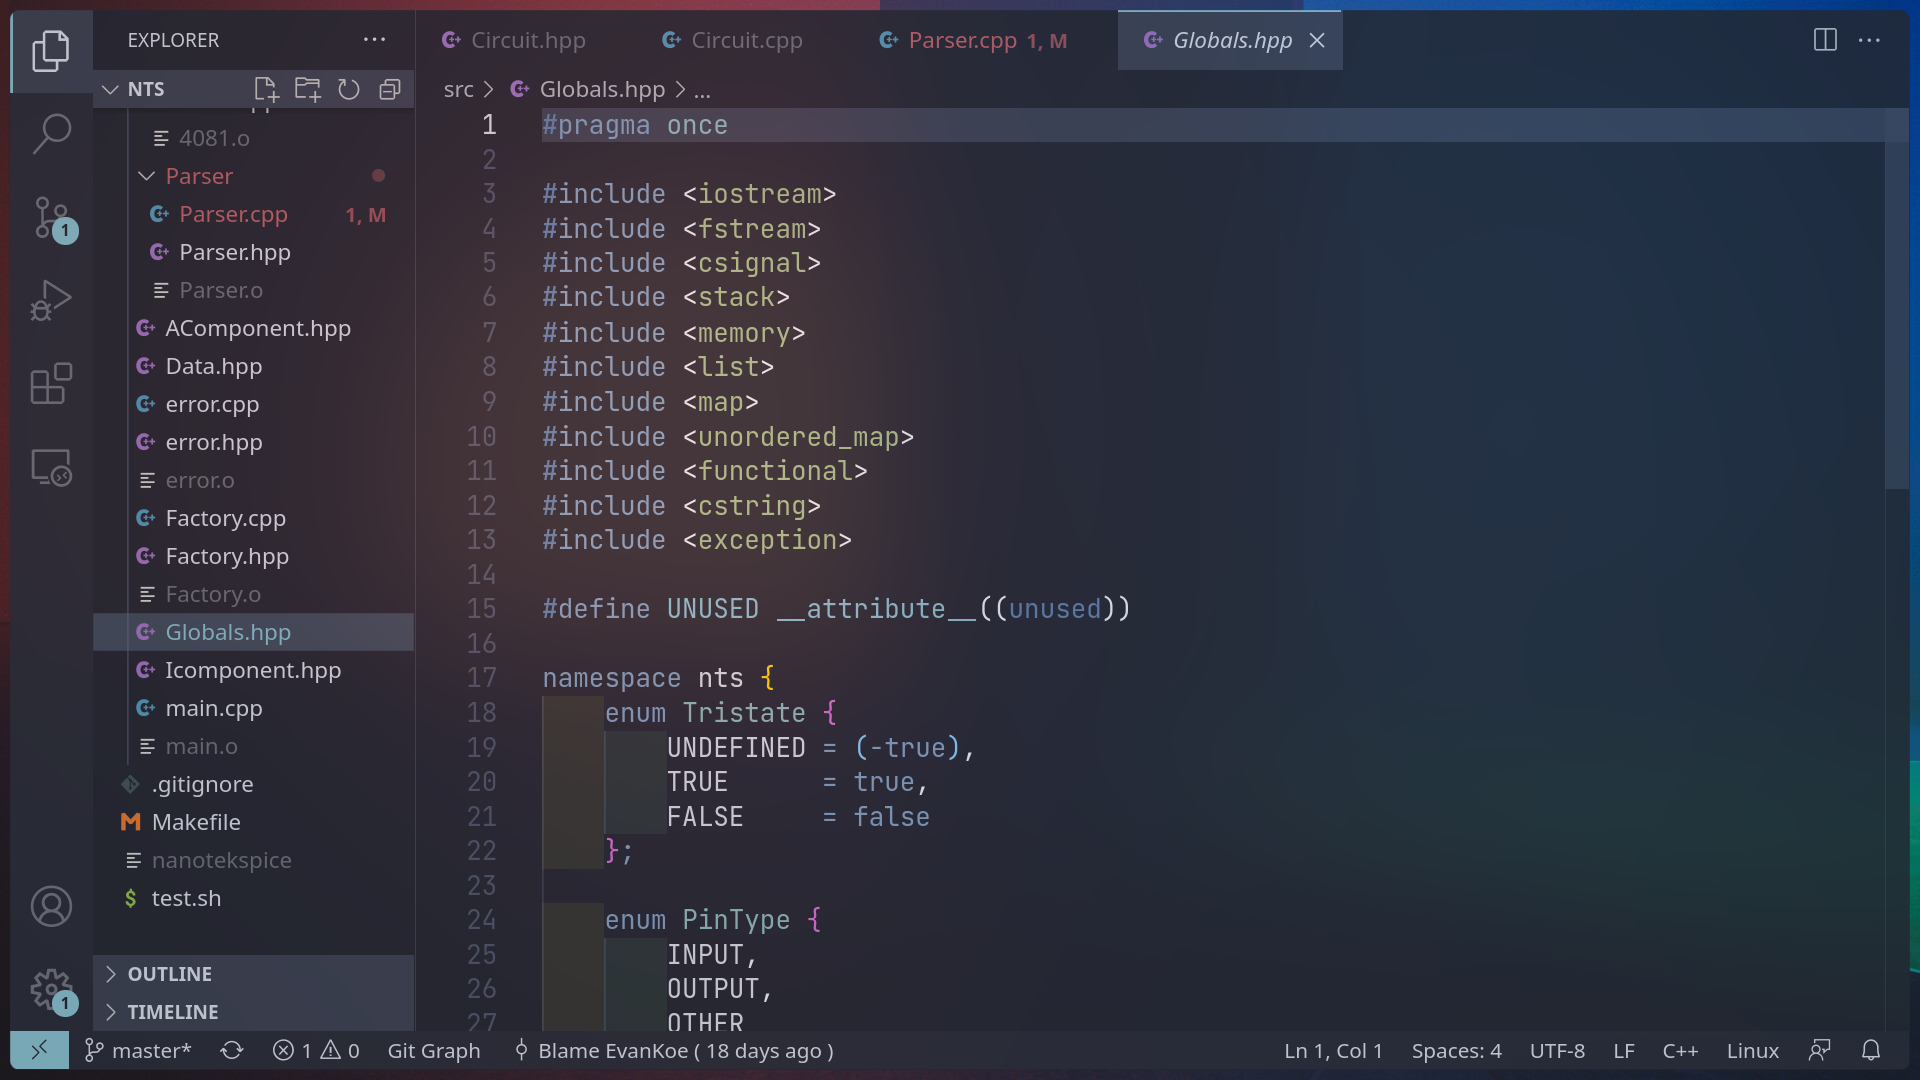 EXPLORER
NTS
4081.o
Parser
Parser.cpp 1, M
Parser.hpp
Parser.o
AComponent.hpp
Data.hpp
error.cpp
error.hpp
error.o
Factory.cpp
Factory.hpp
Factory.o
Globals.hpp
Icomponent.hpp
main.cpp
main.o
.gitignore
Makefile
nanotekspice
test.sh
OUTLINE
TIMELINE
1
1
Circuit.hpp Circuit.cpp Parser.cpp 1, M Globals.hpp
src > Globals.hpp > ...
1 #pragma once
2
3 #include <iostream>
4 #include <fstream>
5 #include <csignal>
6 #include <stack>
7 #include <memory>
8 #include <list>
9 #include <map>
10 #include <unordered_map>
11 #include <functional>
12 #include <cstring>
13 #include <exception>
14
15 #define UNUSED __attribute__((unused))
16
17 namespace nts {
18 enum Tristate {
19 UNDEFINED = (-true),
20 TRUE = true,
21 FALSE = false
22 };
23
24 enum PinType {
25 INPUT,
26 OUTPUT,
27 OTHER
master* 1 0 Git Graph Blame EvanKoe ( 18 days ago ) Ln 1, Col 1 Spaces: 4 UTF-8 LF C++ Linux